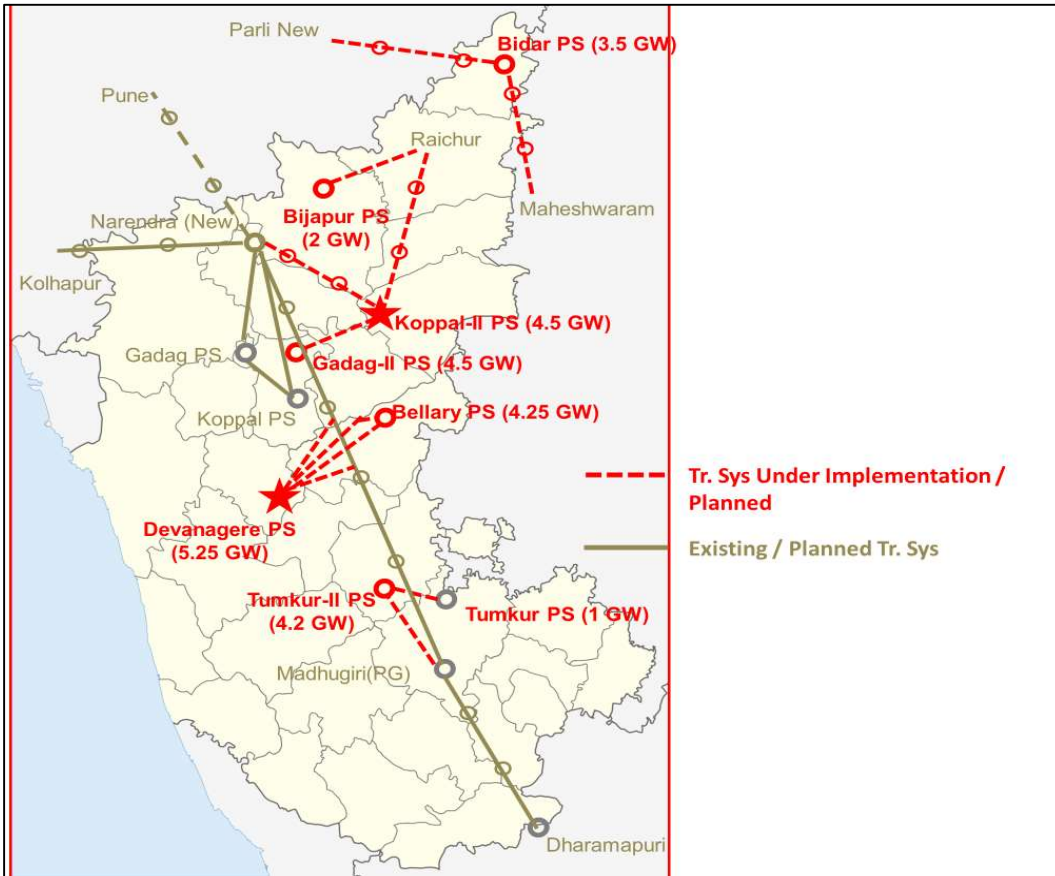 Parli New
Bidar PS (3.5 GW)
Pune
Raichur
Maheshwaram
Bijapur PS
(2 GW)
Narendra (New)
Kolhapur
Koppal-II PS (4.5 GW)
Gadag PS
Gadag-II PS (4.5 GW)
Koppal PS
Bellary PS (4.25 GW)
Tr. Sys Under Implementation /
Planned
Devanagere PS
(5.25 GW)
Existing / Planned Tr. Sys
Tumkur-II PS
(4.2 GW)
Tumkur PS (1 GW)
Madhugiri(PG)
Dharamapuri